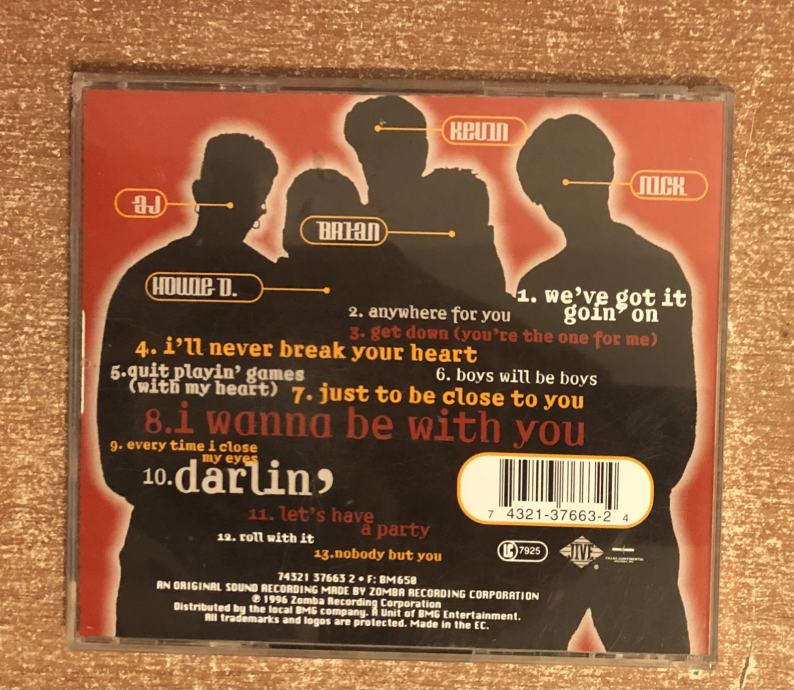 Kevin
Nick
AJ
Brian
Howie D.
1. we've got it
goin' on
2. anywhere for you
3. get down (you're the one for me)
4. i'll never break your heart
5.quit playin' games
(with my heart)
6. boys will be boys
7. just to be close to you
8.i wanna be with you
9. every time i close
my eyes
10.darlin'
11. let's have
a party
12. roll with it
13.nobody but you
7 4321-37663-2 4
LC 7925
JIVE
74321 37663 2 • F: BM650
AN ORIGINAL SOUND RECORDING MADE BY ZOMBA RECORDING CORPORATION
℗ 1996 Zomba Recording Corporation
Distributed by the local BMG company. A Unit of BMG Entertainment.
All trademarks and logos are protected. Made in the EC.